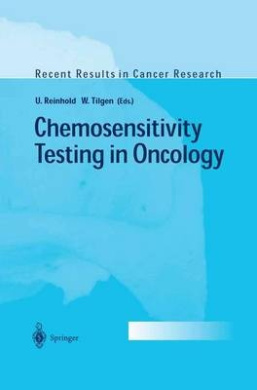 Recent Results in Cancer Research
U. Reinhold W. Tilgen (Eds.)
Chemosensitivity
Testing in Oncology
Springer